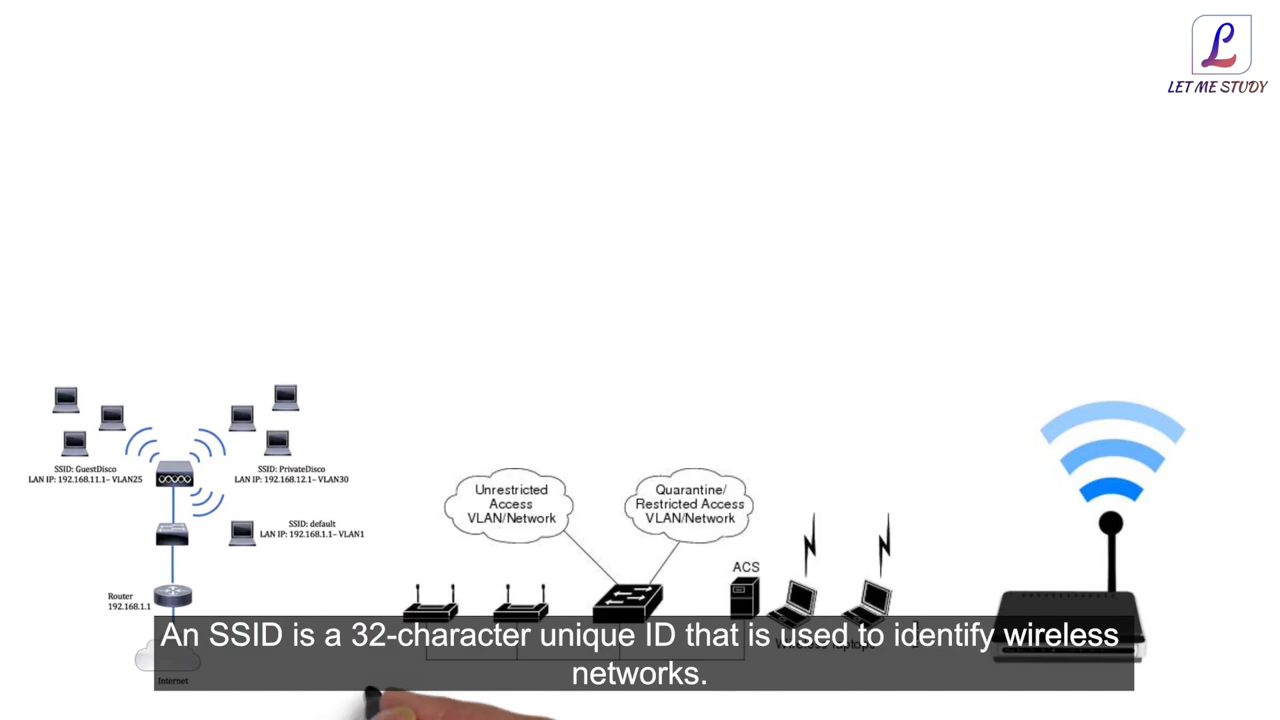 L
LET ME STUDY
SSID: GuestDisco
LAN IP: 192.168.11.1– VLAN25
SSID: PrivateDisco
LAN IP: 192.168.12.1– VLAN30
SSID: default
LAN IP: 192.168.1.1– VLAN1
Router
192.168.1.1
Internet
Unrestricted
Access
VLAN/Network
Quarantine/
Restricted Access
VLAN/Network
ACS
Wireless laptops
An SSID is a 32-character unique ID that is used to identify wireless
networks.